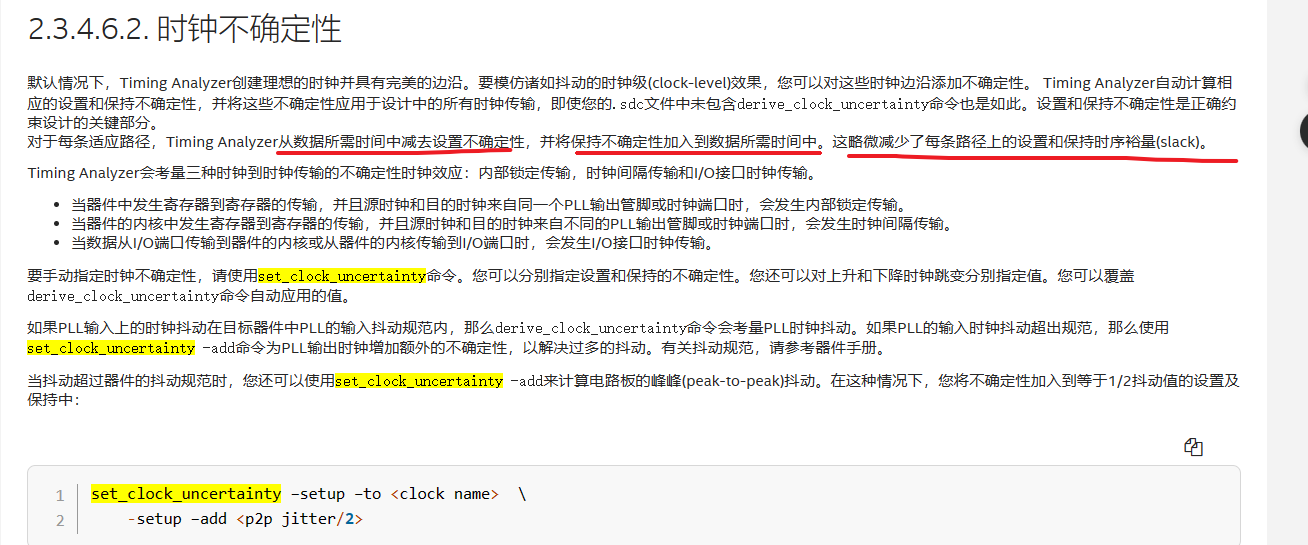 2.3.4.6.2. 时钟不确定性
默认情况下，Timing Analyzer创建理想的时钟并具有完美的边沿。要模仿诸如抖动的时钟级(clock-level)效果，您可以对这些时钟边沿添加不确定性。 Timing Analyzer自动计算相
应的设置和保持不确定性，并将这些不确定性应用于设计中的所有时钟传输，即使您的. sdc文件中未包含derive_clock_uncertainty命令也是如此。设置和保持不确定性是正确约
束设计的关键部分。
对于每条适应路径，Timing Analyzer从数据所需时间中减去设置不确定性，并将保持不确定性加入到数据所需时间中。这略微减少了每条路径上的设置和保持时序裕量(slack)。
Timing Analyzer会考量三种时钟到时钟传输的不确定性时钟效应：内部锁定传输，时钟间隔传输和I/O接口时钟传输。
• 当器件中发生寄存器到寄存器的传输，并且源时钟和目的时钟来自同一个PLL输出管脚或时钟端口时，会发生内部锁定传输。
• 当器件的内核中发生寄存器到寄存器的传输，并且源时钟和目的时钟来自不同的PLL输出管脚或时钟端口时，会发生时钟间隔传输。
• 当数据从I/O端口传输到器件的内核或从器件的内核传输到I/O端口时，会发生I/O接口时钟传输。
要手动指定时钟不确定性，请使用set_clock_uncertainty命令。您可以分别指定设置和保持的不确定性。您还可以对上升和下降时钟跳变分别指定值。您可以覆盖
derive_clock_uncertainty命令自动应用的值。
如果PLL输入上的时钟抖动在目标器件中PLL的输入抖动规范内，那么derive_clock_uncertainty命令会考量PLL时钟抖动。如果PLL的输入时钟抖动超出规范，那么使用
set_clock_uncertainty –add命令为PLL输出时钟增加额外的不确定性，以解决过多的抖动。有关抖动规范，请参考器件手册。
当抖动超过器件的抖动规范时，您还可以使用set_clock_uncertainty –add来计算电路板的峰峰(peak-to-peak)抖动。在这种情况下，您将不确定性加入到等于1/2抖动值的设置及
保持中：
1 set_clock_uncertainty –setup –to <clock name> \
2 -setup –add <p2p jitter/2>